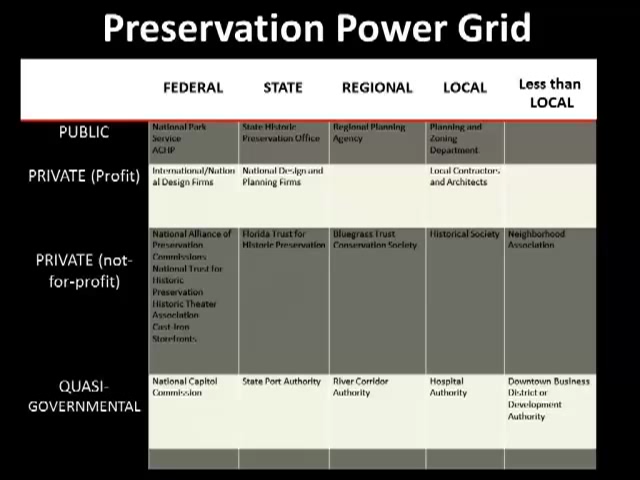 Preservation Power Grid
FEDERAL STATE REGIONAL LOCAL Less than
LOCAL
PUBLIC
National Park
Service
ACHP
State Historic
Preservation Office
Regional Planning
Agency
Planning and
Zoning
Department
PRIVATE (Profit)
International/Nation
al Design Firms
National Design and
Planning Firms
Local Contractors
and Architects
PRIVATE (not-
for-profit)
National Alliance of
Preservation
Commissions
National Trust for
Historic
Preservation
Historic Theater
Association
Cast-Iron
Storefronts
Florida Trust for
Historic Preservation
Bluegrass Trust
Conservation Society
Historical Society
Neighborhood
Association
QUASI-
GOVERNMENTAL
National Capitol
Commission
State Port Authority
River Corridor
Authority
Hospital
Authority
Downtown Business
District or
Development
Authority